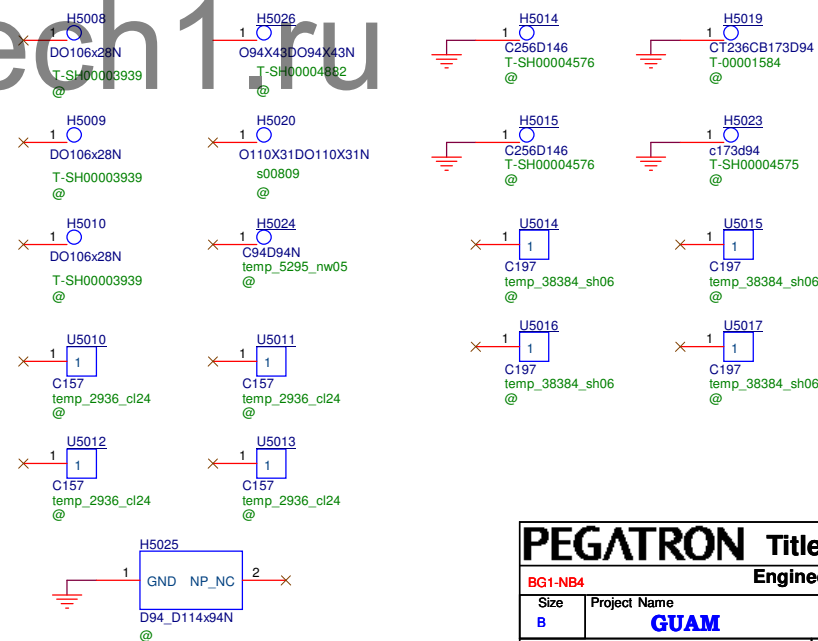 ech1.ru
H5008
1
DO106x28N
T-SH00003939
@
H5026
1
O94X43DO94X43N
T-SH00004882
@
H5014
1
C256D146
T-SH00004576
@
H5019
1
CT236CB173D94
T-00001584
@
H5009
1
DO106x28N
T-SH00003939
@
H5020
1
O110X31DO110X31N
s00809
@
H5015
1
C256D146
T-SH00004576
@
H5023
1
c173d94
T-SH00004575
@
H5010
1
DO106x28N
T-SH00003939
@
H5024
1
C94D94N
temp_5295_nw05
@
U5014
1
1
C197
temp_38384_sh06
@
U5015
1
1
C197
temp_38384_sh06
@
U5010
1
1
C157
temp_2936_cl24
@
U5011
1
1
C157
temp_2936_cl24
@
U5016
1
1
C197
temp_38384_sh06
@
U5017
1
1
C197
temp_38384_sh06
@
U5012
1
1
C157
temp_2936_cl24
@
U5013
1
1
C157
temp_2936_cl24
@
H5025
1
GND NP_NC
2
D94_D114x94N
@
PEGATRON Title
BG1-NB4 Enginee
Size Project Name
B GUAM